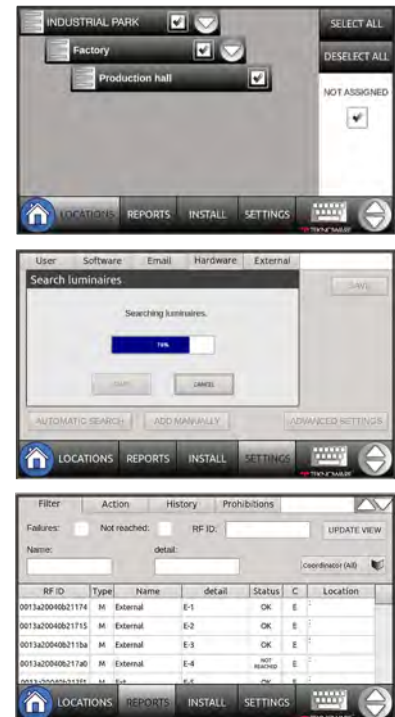 INDUSTRIAL PARK
SELECT ALL
Factory
DESELECT ALL
Production hall
NOT ASSIGNED
LOCATIONS REPORTS INSTALL SETTINGS
TEKNOWARE
User Software Email Hardware External
Search luminaires
SAVE
Searching luminaires.
CANCEL
AUTOMATIC SEARCH ADD MANUALLY ADVANCED SETTINGS
LOCATIONS REPORTS INSTALL SETTINGS
TEKNOWARE
Filter Action History Prohibitions
Failures: Not reached: RF ID: UPDATE VIEW
Name: detail:
Coordinator (All)
RF ID Type Name detail Status C Location
0013a20040b21174 M External E-1 OK E
0013a20040b21715 M External E-2 OK E
0013a200406b211ba M External E-3 OK E
0013a20040b217a0 M External E-4 NOT REACHED E
LOCATIONS REPORTS INSTALL SETTINGS
TEKNOWARE